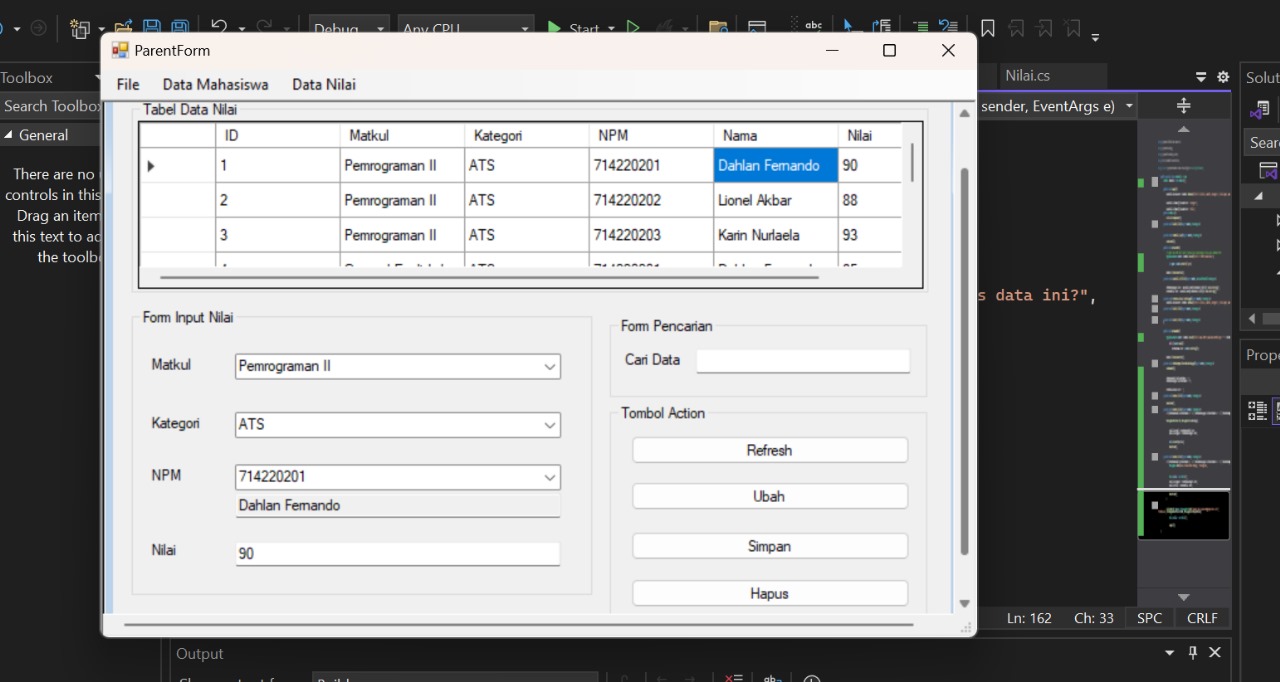 Debug
Any CPU
Start
abc
ParentForm
Toolbox
Nilai.cs
Solut
File Data Mahasiswa Data Nilai
Search Toolbox
sender, EventArgs e)
Sear
General
There are no
controls in this
Drag an item
this text to ad
the toolbo
Tabel Data Nilai
ID Matkul Kategori NPM Nama Nilai
1 Pemrograman II ATS 714220201 Dahlan Fernando 90
2 Pemrograman II ATS 714220202 Lionel Akbar 88
3 Pemrograman II ATS 714220203 Karin Nurlaela 93
s data ini?",
Form Input Nilai
Matkul Pemrograman II
Kategori ATS
NPM 714220201
Dahlan Fernando
Nilai 90
Form Pencarian
Cari Data
Tombol Action
Refresh
Ubah
Simpan
Hapus
Prope
Ln: 162 Ch: 33 SPC CRLF
Output